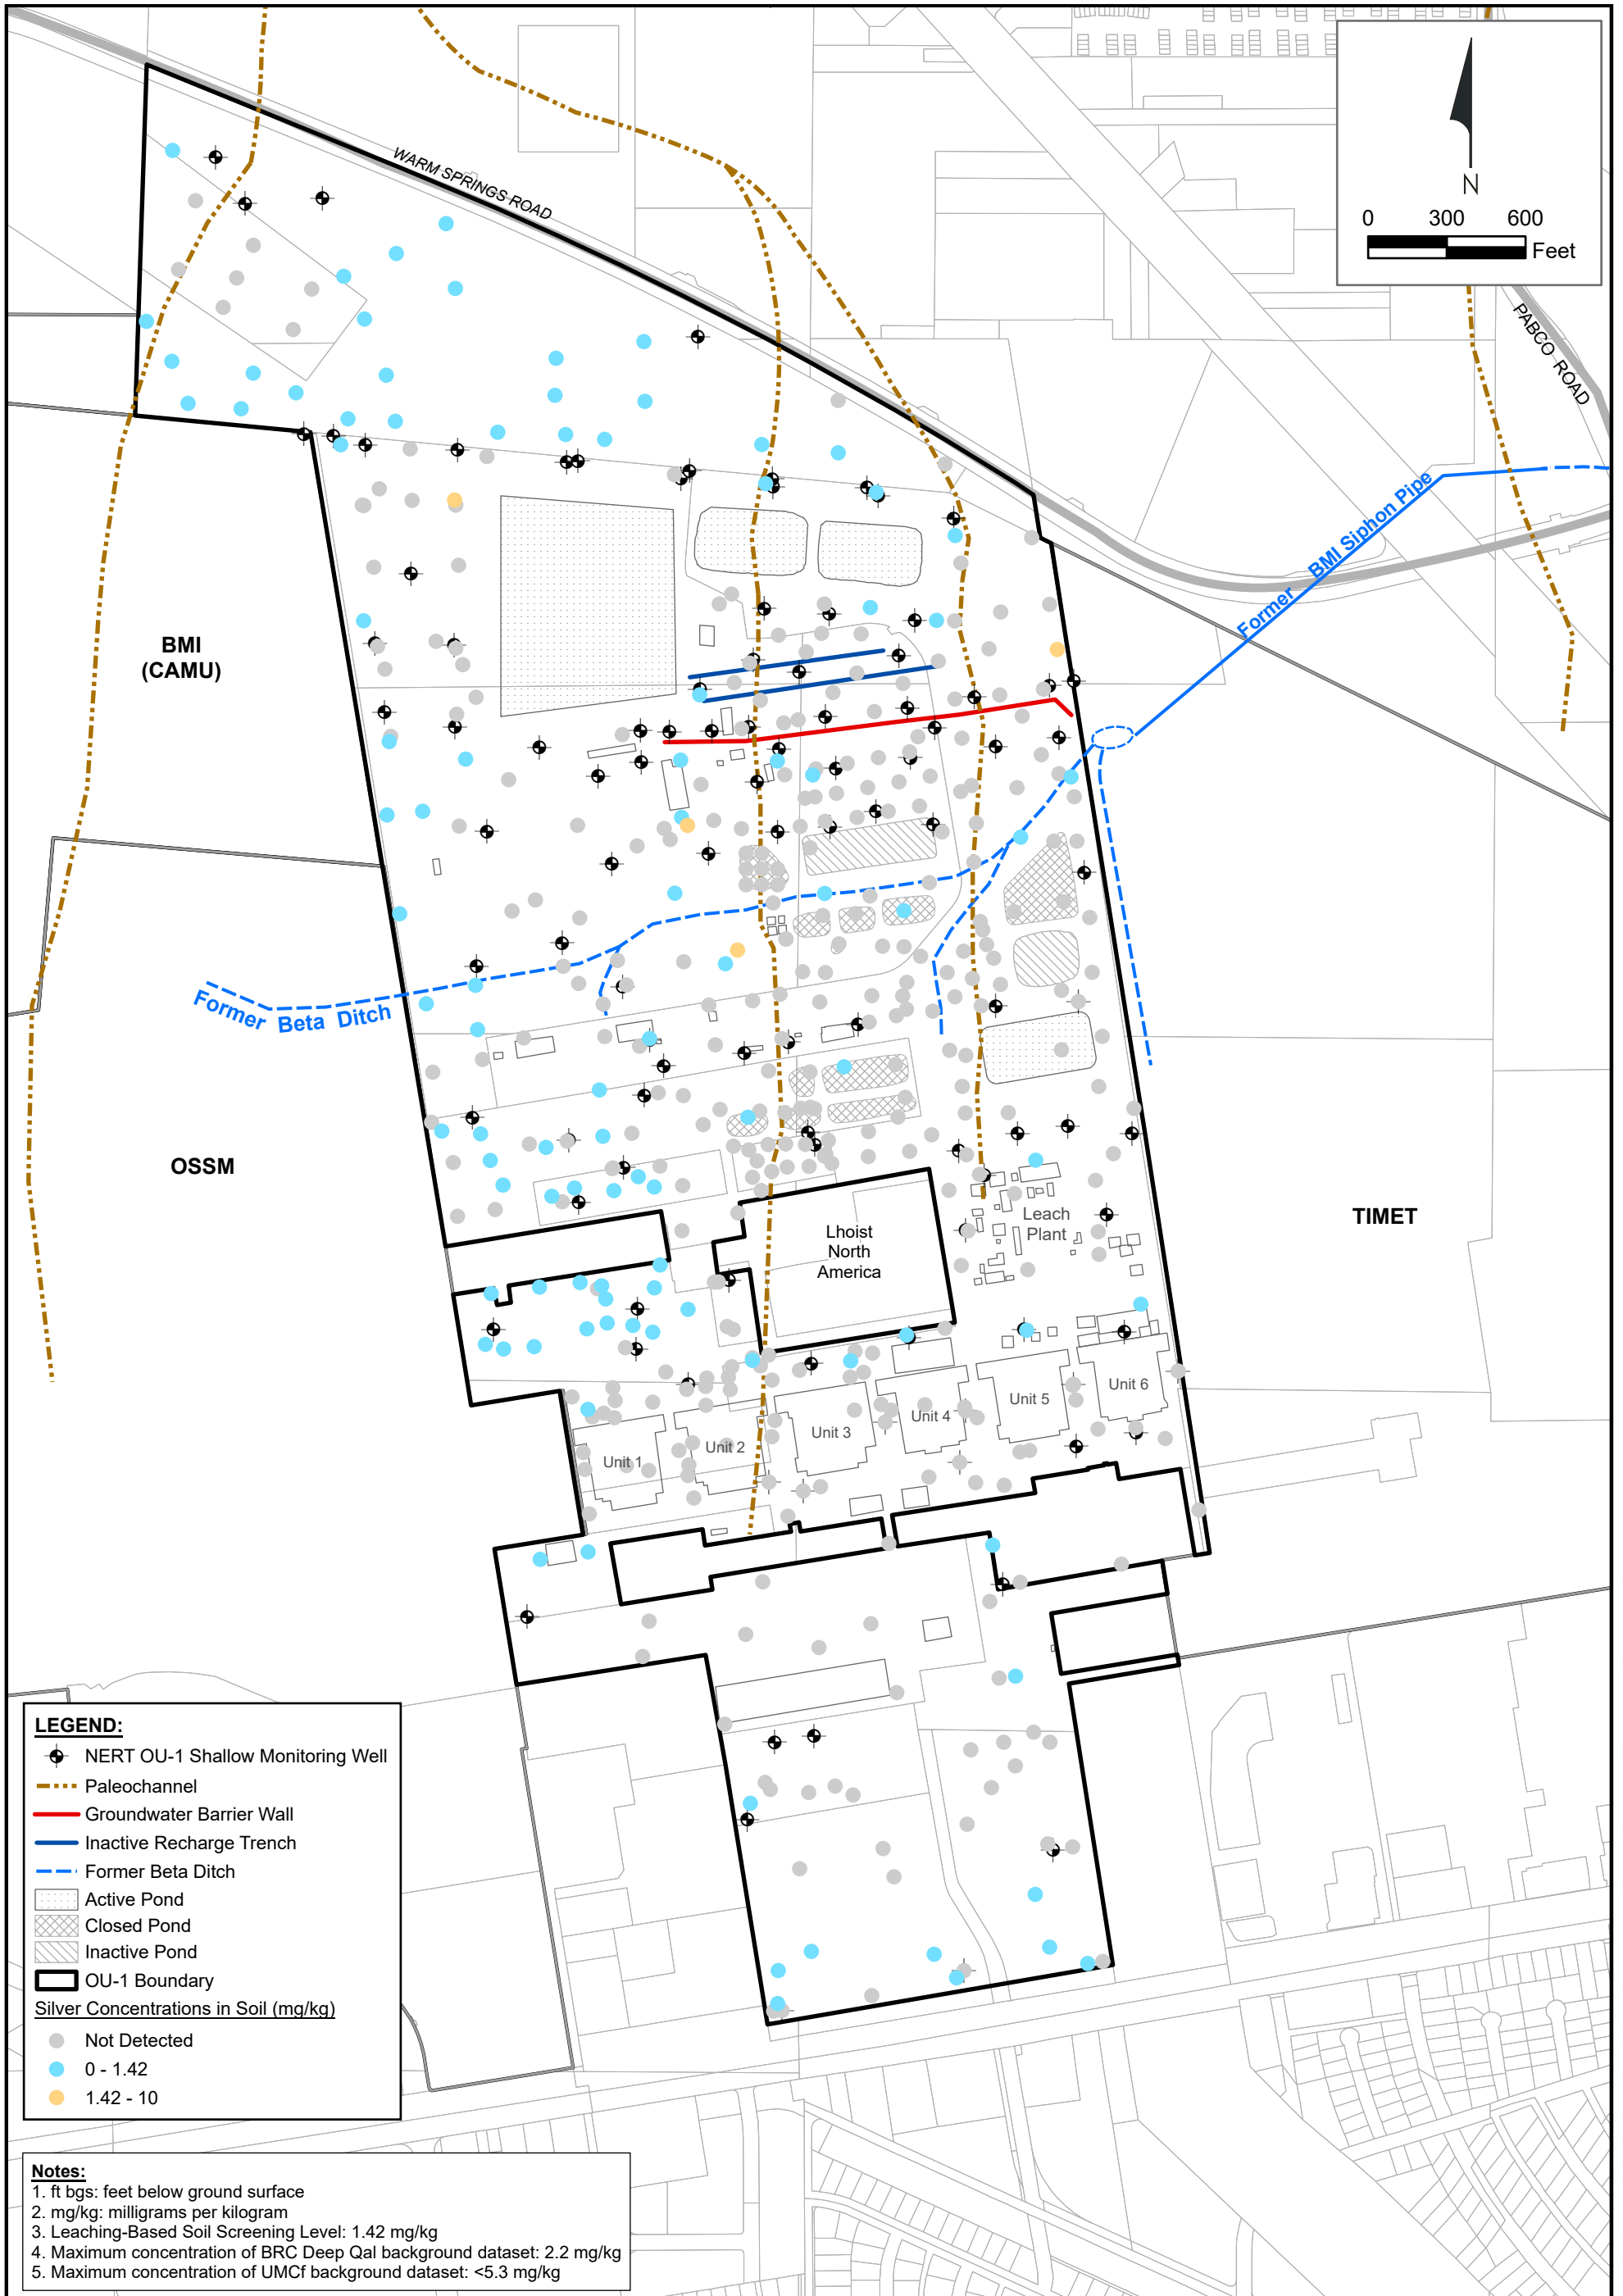 WARM SPRINGS ROAD
N
0 300 600
Feet
PABCO ROAD
Former BMI Siphon Pipe
BMI
(CAMU)
Former Beta Ditch
OSSM
TIMET
Lhoist
North
America
Leach
Plant
Unit 1
Unit 2
Unit 3
Unit 4
Unit 5
Unit 6
LEGEND:
NERT OU-1 Shallow Monitoring Well
Paleochannel
Groundwater Barrier Wall
Inactive Recharge Trench
Former Beta Ditch
Active Pond
Closed Pond
Inactive Pond
OU-1 Boundary
Silver Concentrations in Soil (mg/kg)
Not Detected
0 - 1.42
1.42 - 10
Notes:
1. ft bgs: feet below ground surface
2. mg/kg: milligrams per kilogram
3. Leaching-Based Soil Screening Level: 1.42 mg/kg
4. Maximum concentration of BRC Deep Qal background dataset: 2.2 mg/kg
5. Maximum concentration of UMCf background dataset: <5.3 mg/kg